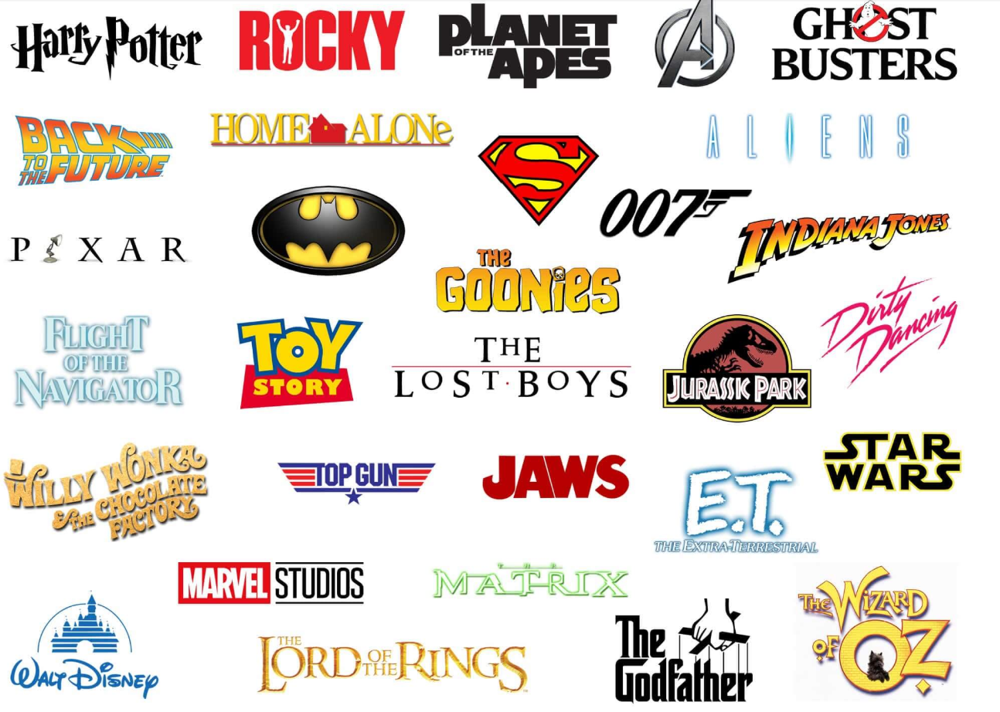 Harry Potter
ROCKY
PLANET
OF THE
APES
A
GHOST
BUSTERS
BACK
TO
THE FUTURE
HOME ALONe
S
ALIENS
007
INDIANA JONES
PIXAR
THE
GOONiES
Dirty
Dancing
FLIGHT
OF THE
NAVIGATOR
TOY
STORY
THE
LOST·BOYS
JURASSIC PARK
STAR
WARS
WILLY WONKA
& THE CHOCOLATE
FACTORY
TOP GUN
JAWS
E.T.
THE EXTRA-TERRESTRIAL
MARVEL STUDIOS
THE
MATRIX
WALT DISNEY
THE
LORD OF THE RINGS
The
Godfather
THE WiZARD
OF OZ